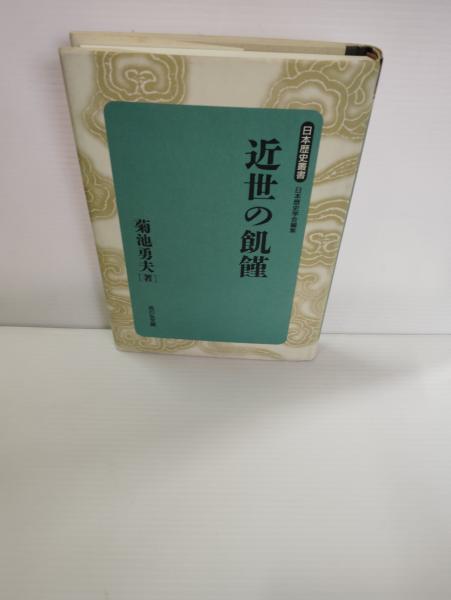 日本歴史叢書
日本歴史学会編集
近世の飢饉
菊池勇夫[著]
吉川弘文館